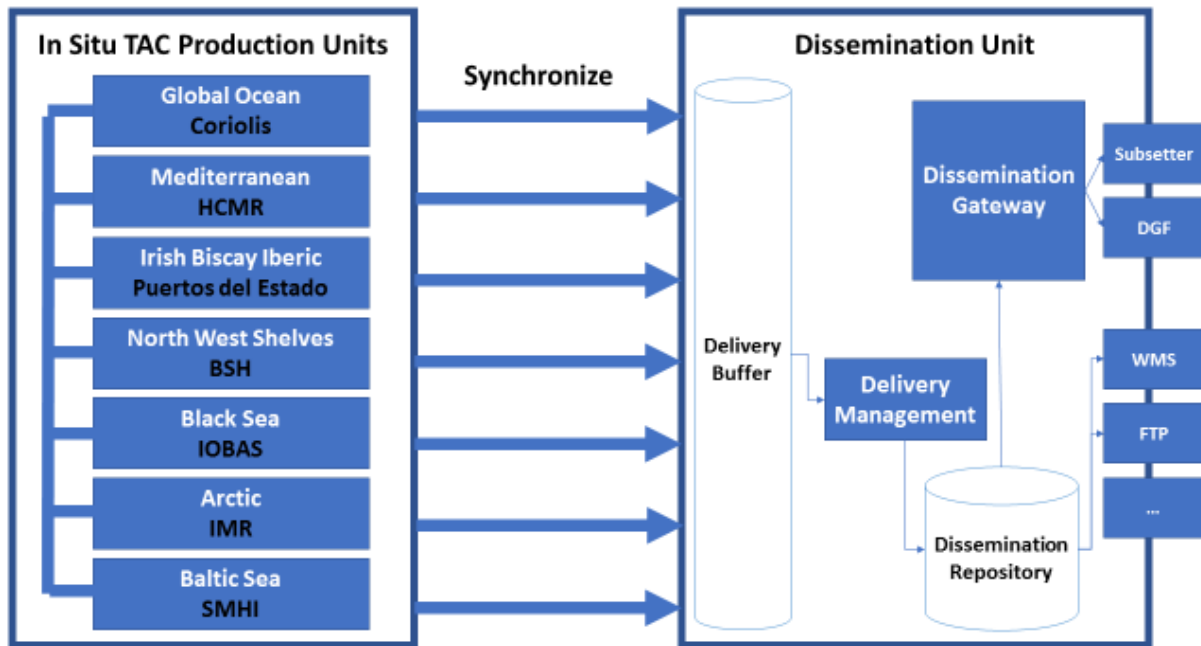 In Situ TAC Production Units
Global Ocean
Coriolis
Mediterranean
HCMR
Irish Biscay Iberic
Puertos del Estado
North West Shelves
BSH
Black Sea
IOBAS
Arctic
IMR
Baltic Sea
SMHI
Synchronize
Dissemination Unit
Delivery
Buffer
Delivery
Management
Dissemination
Repository
Dissemination
Gateway
Subsetter
DGF
WMS
FTP
...